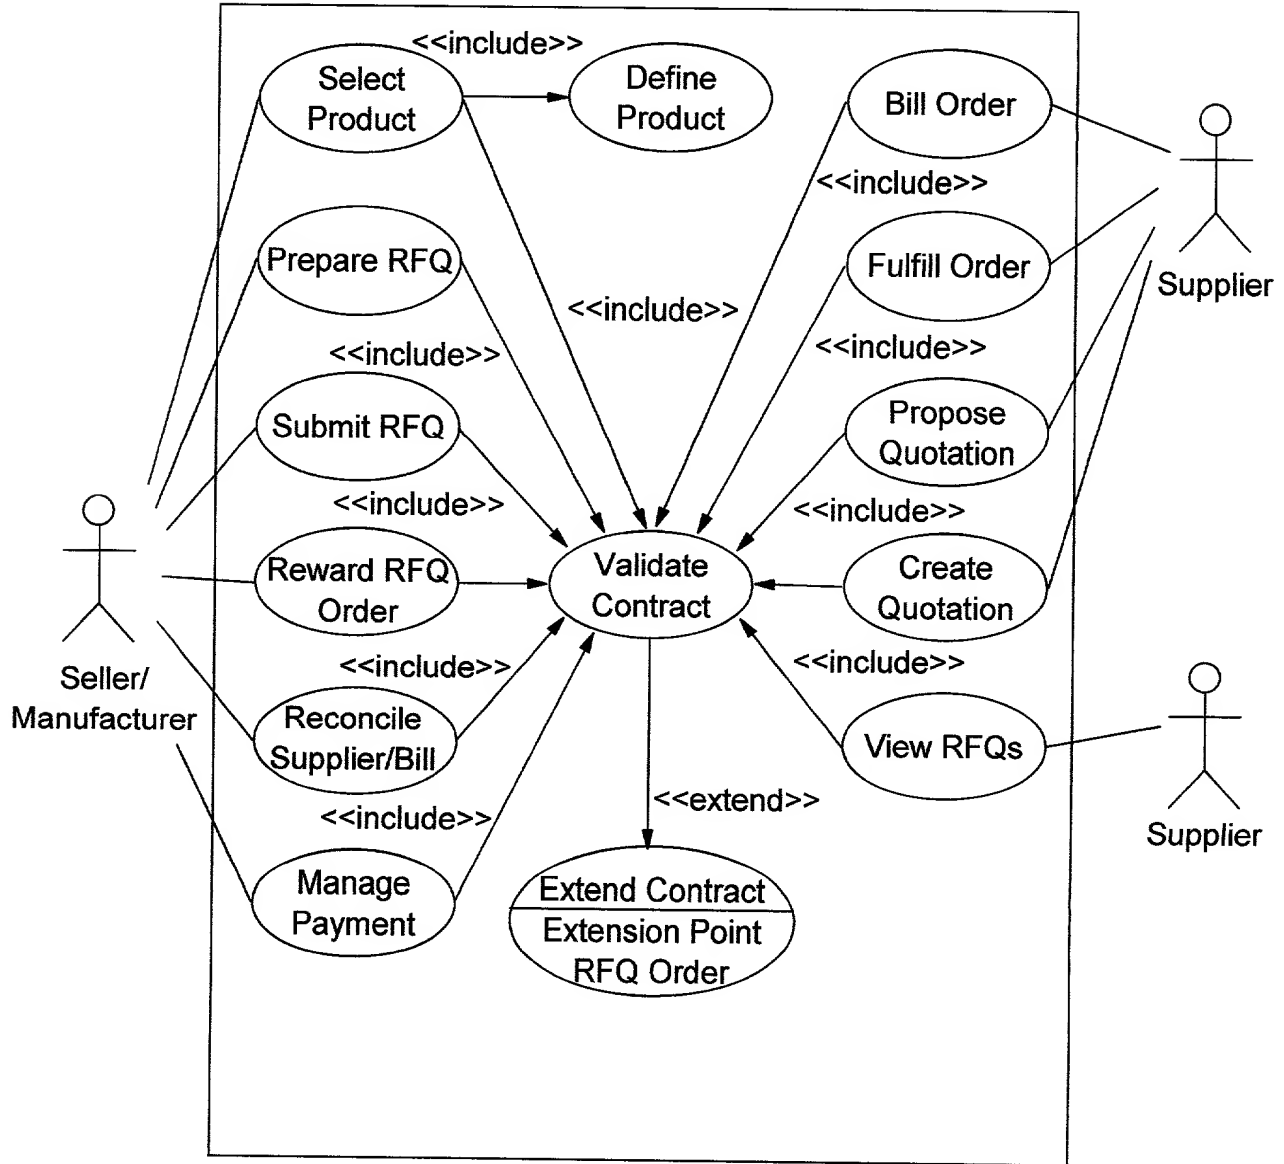 <<include>>
Select
Product
Define
Product
Bill Order
<<include>>
Prepare RFQ
Fulfill Order
Supplier
<<include>>
<<include>>
<<include>>
Submit RFQ
Propose
Quotation
<<include>>
<<include>>
Reward RFQ
Order
Validate
Contract
Create
Quotation
<<include>>
<<include>>
Seller/
Manufacturer
Reconcile
Supplier/Bill
View RFQs
<<include>>
<<extend>>
Supplier
Manage
Payment
Extend Contract
Extension Point
RFQ Order